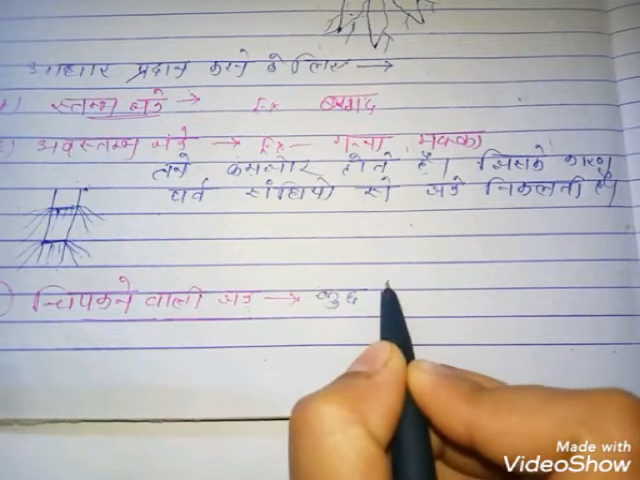 आधार प्रदान करने के लिए →
स्तम्भ जड़े → Ex बरगद
अवस्तम्भ जड़े → Ex- गन्ना मक्का
तने कमजोर होते है। जिसके कारण
पर्व संधियो से जडे निकलती है।
चिपकने वाली जड → कुछ
Made with
VideoShow